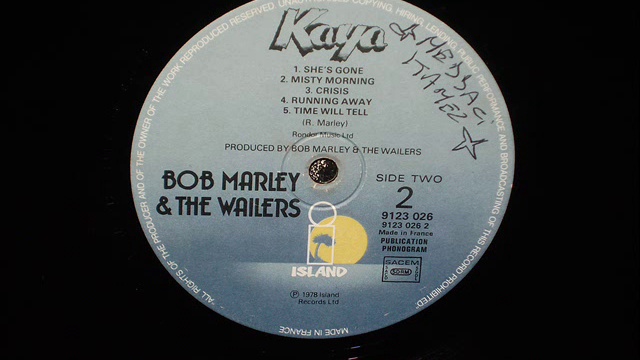 Kaya
1. SHE'S GONE
2. MISTY MORNING
3. CRISIS
4. RUNNING AWAY
5. TIME WILL TELL
(R. Marley)
Rondor Music Ltd
PRODUCED BY BOB MARLEY & THE WAILERS
BOB MARLEY
& THE WAILERS
SIDE TWO
2
9123 026
9123 026 2
Made in France
PUBLICATION
PHONOGRAM
SACEM
SDRM
ISLAND
℗ 1978 Island
Records Ltd
MADE IN FRANCE
"ALL RIGHTS OF THE PRODUCER AND OF THE OWNER OF THE WORK REPRODUCED RESERVED UNAUTHORISED COPYING, HIRING, LENDING, PUBLIC PERFORMANCE AND BROADCASTING OF THIS RECORD PROHIBITED"
MESSACI